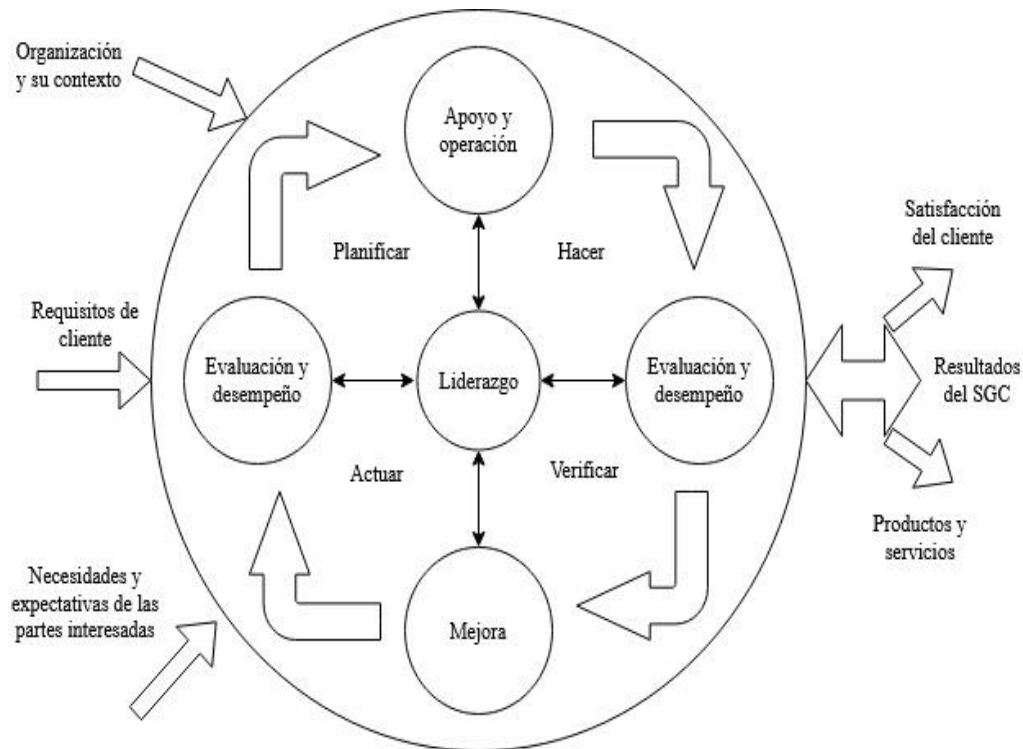 Organización
y su contexto
Apoyo y
operación
Satisfacción
del cliente
Planificar
Hacer
Requisitos de
cliente
Evaluación y
desempeño
Liderazgo
Evaluación y
desempeño
Resultados
del SGC
Actuar
Verificar
Productos y
servicios
Necesidades y
expectativas de las
partes interesadas
Mejora